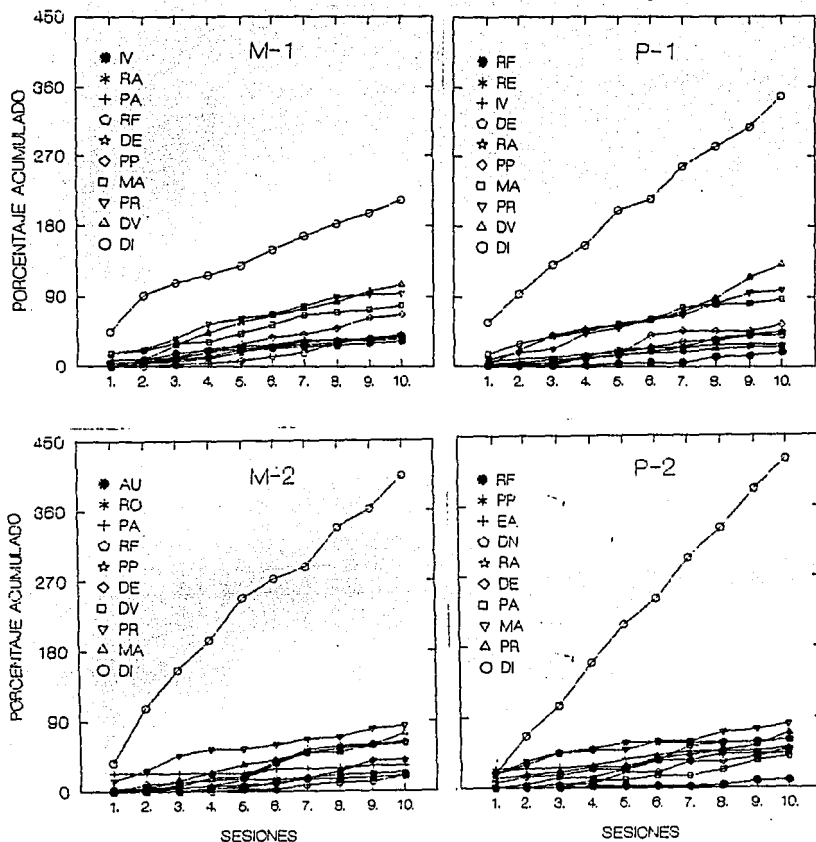 M-1
PORCENTAJE ACUMULADO
450
360
270
180
90
0
IV
RA
PA
RF
DE
PP
MA
PR
DV
DI
1. 2. 3. 4. 5. 6. 7. 8. 9. 10.
P-1
RF
RE
IV
DE
RA
PP
MA
PR
DV
DI
1. 2. 3. 4. 5. 6. 7. 8. 9. 10.
M-2
PORCENTAJE ACUMULADO
450
360
270
180
90
0
AU
RO
PA
RF
PP
DE
DV
PR
MA
DI
1. 2. 3. 4. 5. 6. 7. 8. 9. 10.
SESIONES
P-2
RF
PP
EA
DN
RA
DE
PA
MA
PR
DI
1. 2. 3. 4. 5. 6. 7. 8. 9. 10.
SESIONES